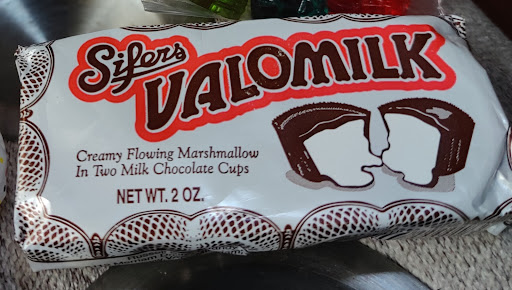 Sifers
VALOMILK
Creamy Flowing Marshmallow
In Two Milk Chocolate Cups
NET WT. 2 OZ.